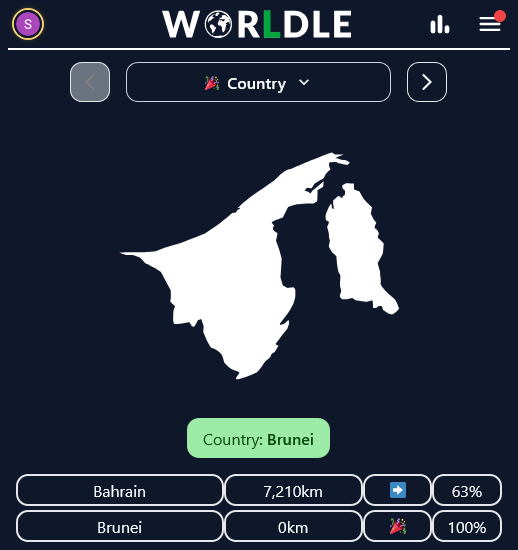 S
WORLDLE
🎉 Country
Country: Brunei
Bahrain 7,210km ➡️ 63%
Brunei 0km 🎉 100%